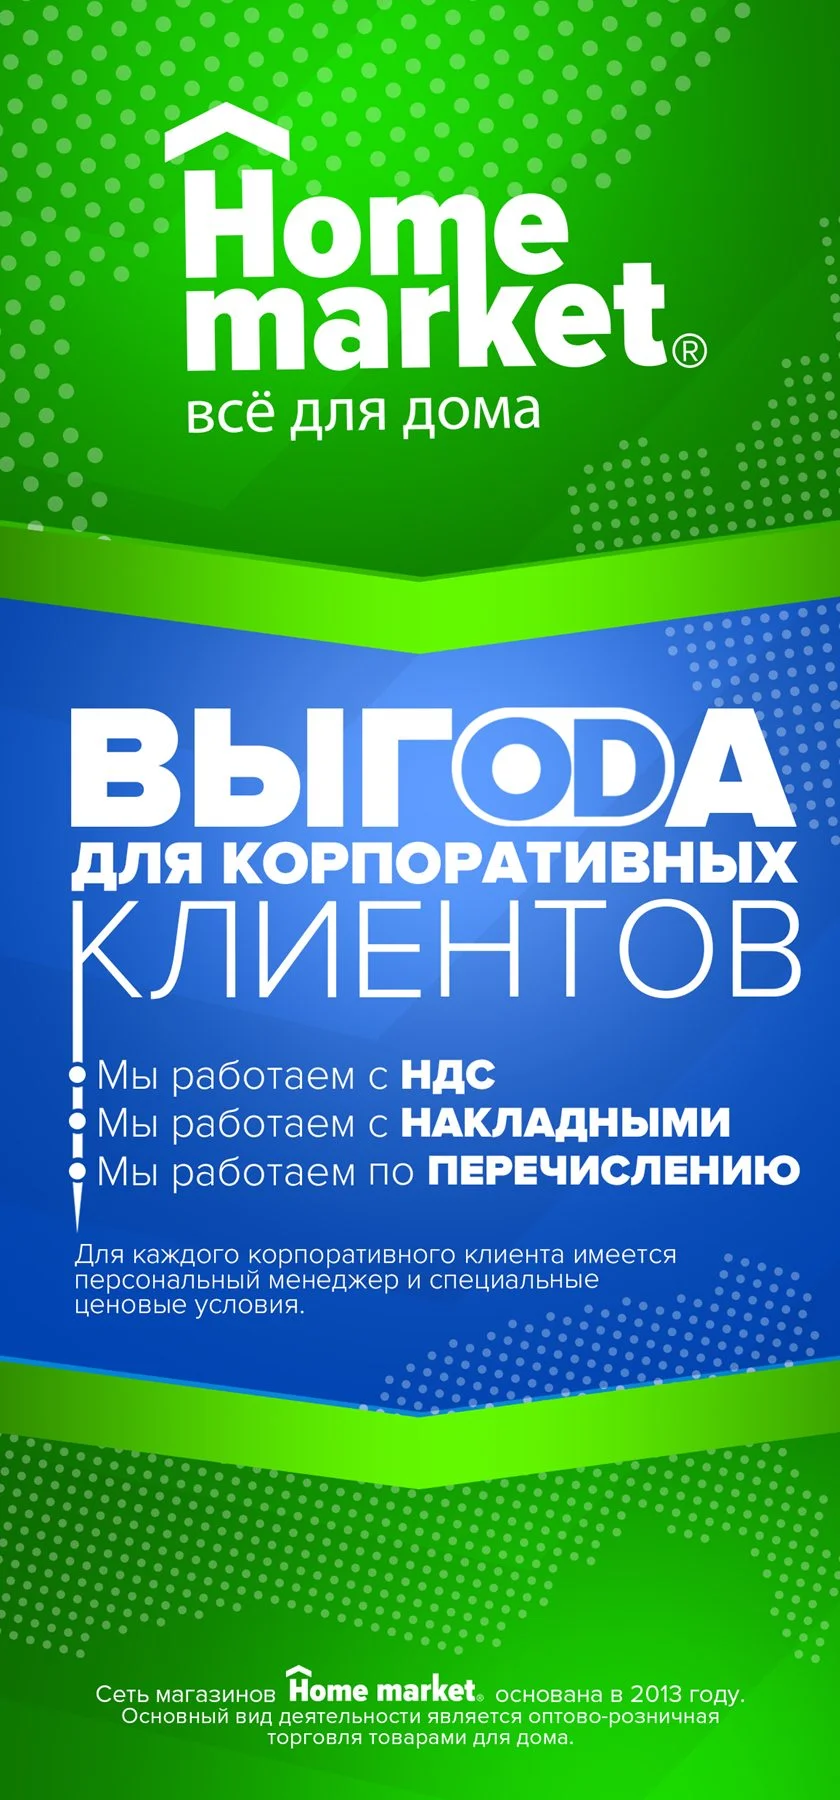 Home
market®
всё для дома
ВЫГОDА
ДЛЯ КОРПОРАТИВНЫХ
КЛИЕНТОВ
Мы работаем с НДС
Мы работаем с НАКЛАДНЫМИ
Мы работаем по ПЕРЕЧИСЛЕНИЮ
Для каждого корпоративного клиента имеется
персональный менеджер и специальные
ценовые условия.
Сеть магазинов Home market® основана в 2013 году.
Основный вид деятельности является оптово-розничная
торговля товарами для дома.